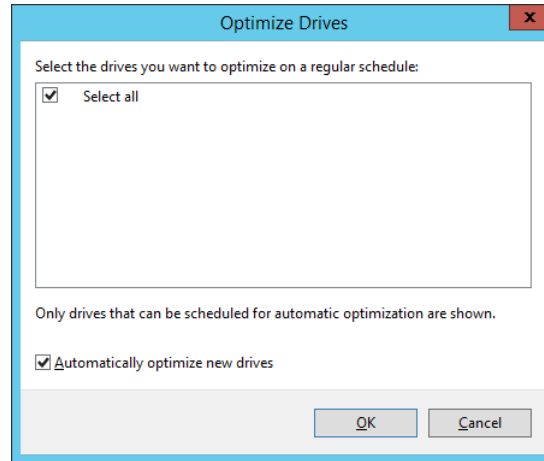 Optimize Drives
x
Select the drives you want to optimize on a regular schedule:
Select all
Only drives that can be scheduled for automatic optimization are shown.
Automatically optimize new drives
OK
Cancel